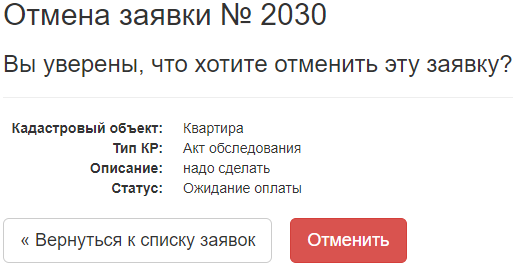 Отмена заявки № 2030
Вы уверены, что хотите отменить эту заявку?
Кадастровый объект: Квартира
Тип КР: Акт обследования
Описание: надо сделать
Статус: Ожидание оплаты
« Вернуться к списку заявок Отменить